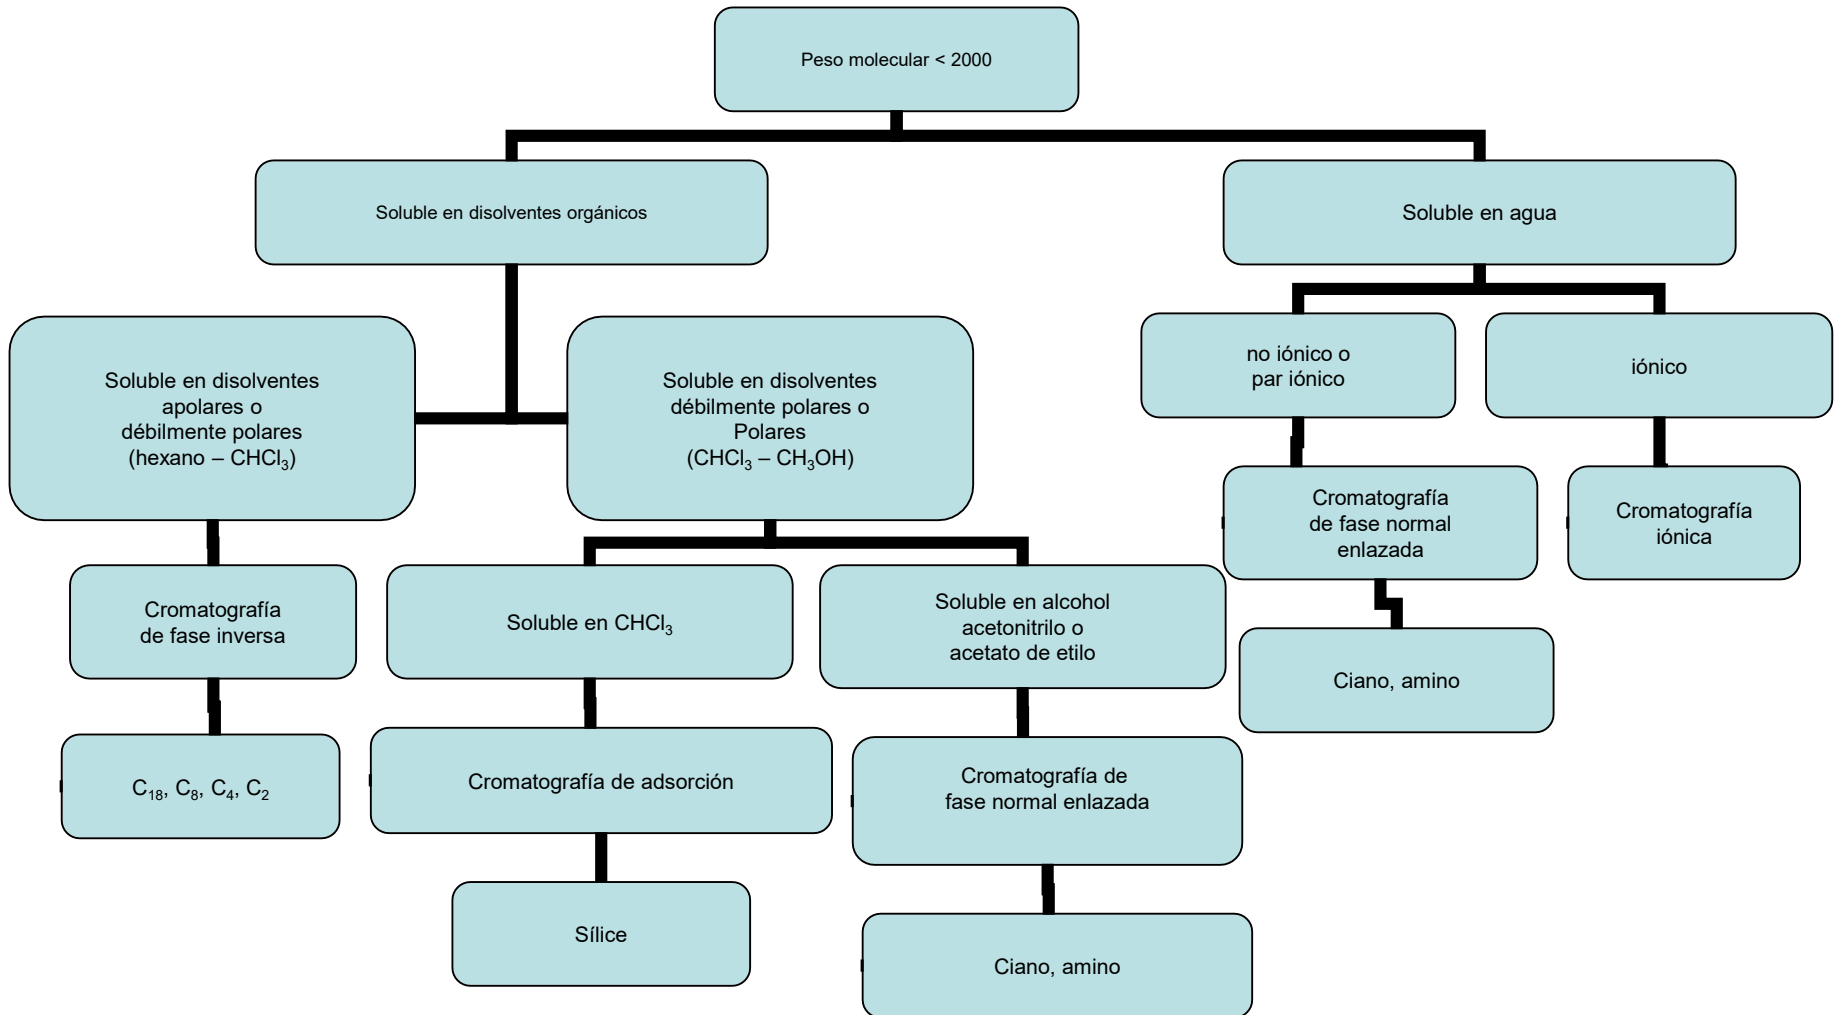 Peso molecular < 2000
Soluble en disolventes orgánicos
Soluble en agua
Soluble en disolventes
apolares o
débilmente polares
(hexano – CHCl₃)
Soluble en disolventes
débilmente polares o
Polares
(CHCl₃ – CH₃OH)
no iónico o
par iónico
iónico
Cromatografía
de fase normal
enlazada
Cromatografía
iónica
Cromatografía
de fase inversa
Soluble en CHCl₃
Soluble en alcohol
acetonitrilo o
acetato de etilo
Ciano, amino
C₁₈, C₈, C₄, C₂
Cromatografía de adsorción
Cromatografía de
fase normal enlazada
Sílice
Ciano, amino